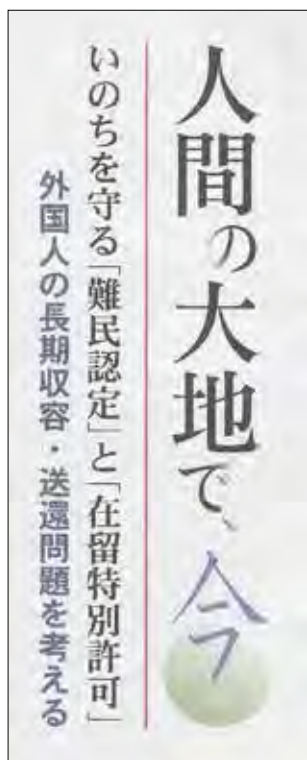 人間の大地で、今
いのちを守る「難民認定」と「在留特別許可」
外国人の長期収容・送還問題を考える